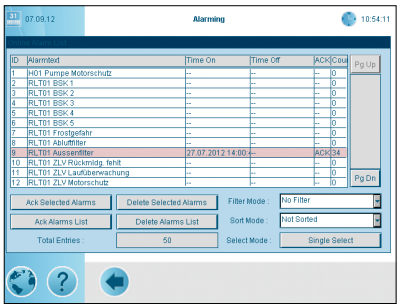 31 07.09.12 Alarming 10:54:11
ID Alarmtext Time On Time Off ACK Cour
Pg Up
1 H01 Pumpe Motorschutz -- -- -- 0
2 RLT01 BSK 1 -- -- -- 0
3 RLT01 BSK 2 -- -- -- 0
4 RLT01 BSK 3 -- -- -- 0
5 RLT01 BSK 4 -- -- -- 0
6 RLT01 BSK 5 -- -- -- 0
7 RLT01 Frostgefahr -- -- -- 0
8 RLT01 Abluftfilter -- -- -- 0
9 RLT01 Aussenfilter 27.07.2012 14:00:4 -- ACK 34
10 RLT01 ZLV Rückmldg. fehlt -- -- -- 0
11 RLT01 ZLV Laufüberwachung -- -- -- 0
12 RLT01 ZLV Motorschutz -- -- -- 0
Pg Dn
Ack Selected Alarms Delete Selected Alarms Filter Mode : No Filter
Ack Alarms List Delete Alarms List Sort Mode : Not Sorted
Total Entries : 50 Select Mode : Single Select
?